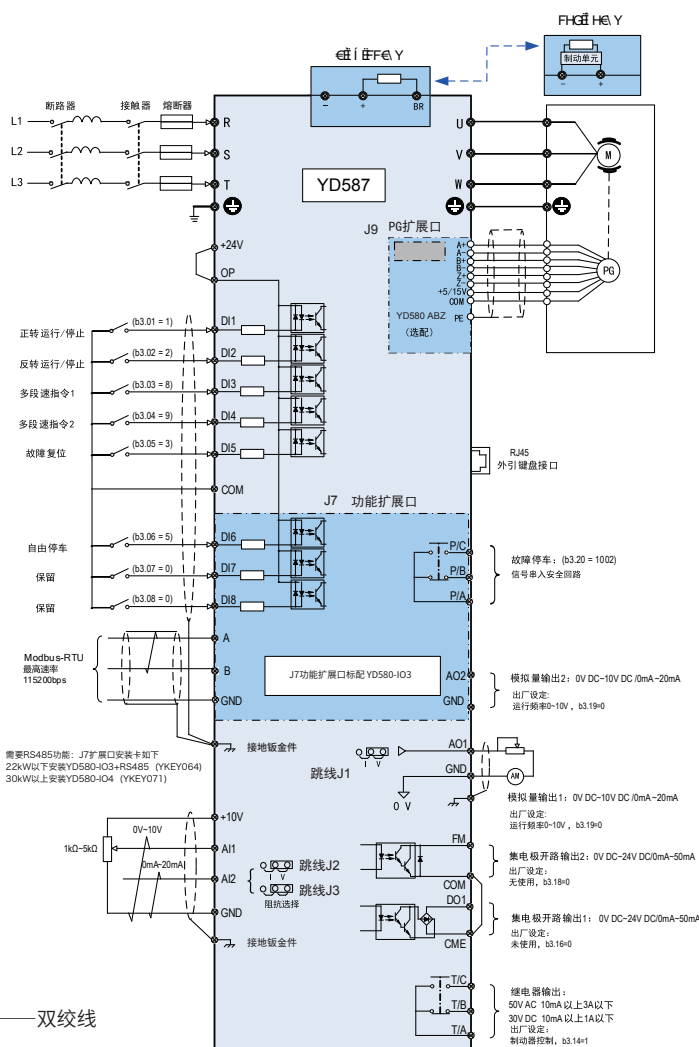 制动单元
-
+
-
+
BR
断路器
接触器
熔断器
L1
R
U
L2
S
V
M
L3
T
W
YD587
J9
PG扩展口
+24V
A+
A-
B+
B-
Z+
Z-
+5/15V
COM
PE
PG
OP
YD580 ABZ
（选配）
正转运行/停止
(b3.01 = 1)
DI1
反转运行/停止
(b3.02 = 2)
DI2
多段速指令1
(b3.03 = 8)
DI3
多段速指令2
(b3.04 = 9)
DI4
故障复位
(b3.05 = 3)
DI5
RJ45
外引键盘接口
COM
J7 功能扩展口
自由停车
(b3.06 = 5)
DI6
保留
(b3.07 = 0)
DI7
保留
(b3.08 = 0)
DI8
P/C
P/B
P/A
故障停车：(b3.20 = 1002)
信号串入安全回路
Modbus-RTU
最高速率
115200bps
A
B
GND
J7功能扩展口标配 YD580-IO3
AO2
GND
模拟量输出2：0V DC~10V DC /0mA~20mA
出厂设定:
运行频率0~10 ，b3.19=0
需要RS485功能：J7扩展口安装卡如下
22kW以下安装YD580-IO3+RS485 (YKEY064)
30kW以上安装YD580-IO4 (YKEY071)
接地钣金件
I V
跳线J1
AO1
GND
0 V
AM
模拟量输出1：0V DC~10V DC /0mA~20mA
出厂设定:
运行频率0~10 ，b3.19=0
1kΩ~5kΩ
0V~10V
0mA~20mA
+10V
AI1
AI2
GND
I V
跳线J2
跳线J3
阻抗选择
接地钣金件
FM
COM
集电极开路输出2：0V DC~24V DC/0mA~50mA
出厂设定：
无使用，b3.18=0
DO1
CME
集电极开路输出1：0V DC~24V DC/0mA~50mA
出厂设定：
未使用，b3.16=0
T/C
T/B
T/A
继电器输出：
50V AC 10mA 以上3A以下
30V DC 10mA 以上1A以下
出厂设定：
制动器控制，b3.14=1
双绞线